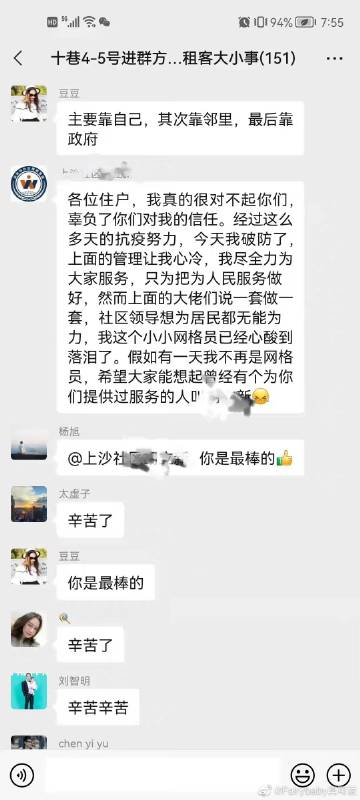 HD 5G 94% 7:55
十巷4-5号进群方...租客大小事(151)
豆豆
主要靠自己，其次靠邻里，最后靠
政府
上
各位住户，我真的很对不起你们，
辜负了你们对我的信任。经过这么
多天的抗疫努力，今天我破防了，
上面的管理让我心冷，我尽全力为
大家服务，只为把为人民服务做
好，然而上面的大佬们说一套做一
套，社区领导想为居民都无能为
力，我这个小小网格员已经心酸到
落泪了。假如有一天我不再是网格
员，希望大家能想起曾经有个为你
们提供过服务的人叫 新😝
杨旭
@上沙社区 你是最棒的👍
太虚子
辛苦了
豆豆
你是最棒的
辛苦了
刘智明
辛苦辛苦
chen yi yu